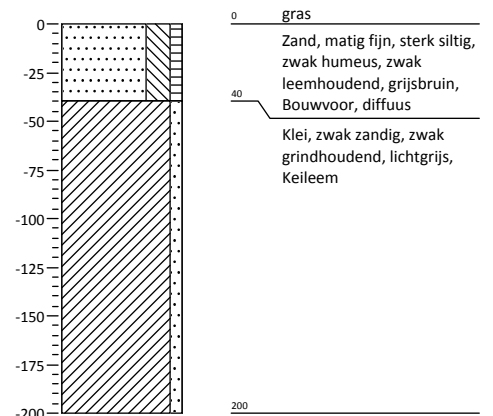 0
-25
-50
-75
-100
-125
-150
-175
-200
0
gras
Zand, matig fijn, sterk siltig,
zwak humeus, zwak
leemhoudend, grijsbruin,
Bouwvoor, diffuus
40
Klei, zwak zandig, zwak
grindhoudend, lichtgrijs,
Keileem
200